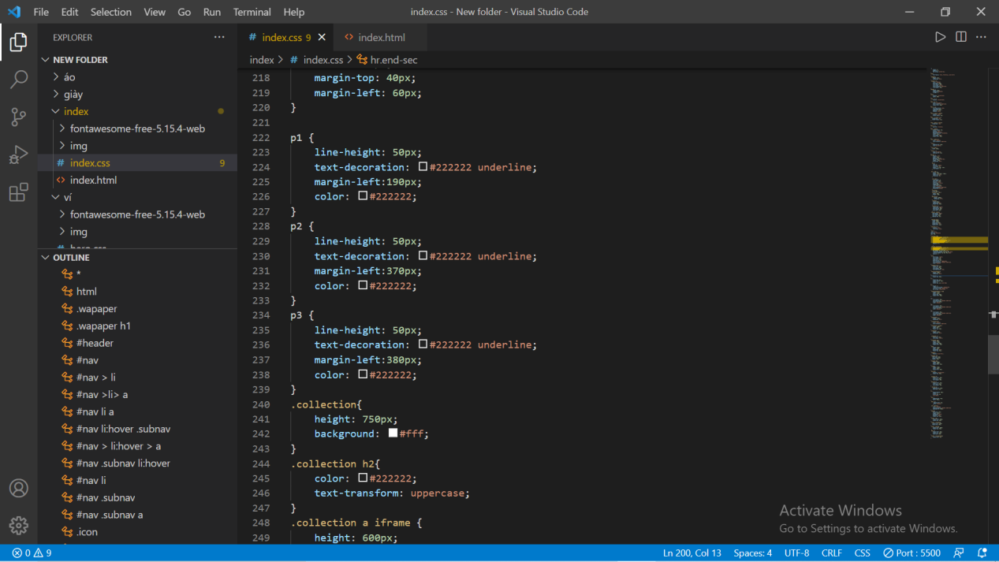 File Edit Selection View Go Run Terminal Help
index.css - New folder - Visual Studio Code
EXPLORER
NEW FOLDER
áo
giày
index
fontawesome-free-5.15.4-web
img
# index.css 9
<> index.html
ví
fontawesome-free-5.15.4-web
img
OUTLINE
*
html
.wapaper
.wapaper h1
#header
#nav
#nav > li
#nav >li> a
#nav li a
#nav li:hover .subnav
#nav > li:hover > a
#nav .subnav li:hover
#nav li
#nav .subnav
#nav .subnav a
.icon
# index.css 9
<> index.html
index > # index.css > hr.end-sec
218 margin-top: 40px;
219 margin-left: 60px;
220 }
221
222 p1 {
223 line-height: 50px;
224 text-decoration: #222222 underline;
225 margin-left:190px;
226 color: #222222;
227 }
228 p2 {
229 line-height: 50px;
230 text-decoration: #222222 underline;
231 margin-left:370px;
232 color: #222222;
233 }
234 p3 {
235 line-height: 50px;
236 text-decoration: #222222 underline;
237 margin-left:380px;
238 color: #222222;
239 }
240 .collection{
241 height: 750px;
242 background: #fff;
243 }
244 .collection h2{
245 color: #222222;
246 text-transform: uppercase;
247 }
248 .collection a iframe {
249 height: 600px;
Activate Windows
Go to Settings to activate Windows.
0 9
Ln 200, Col 13 Spaces: 4 UTF-8 CRLF CSS Port : 5500